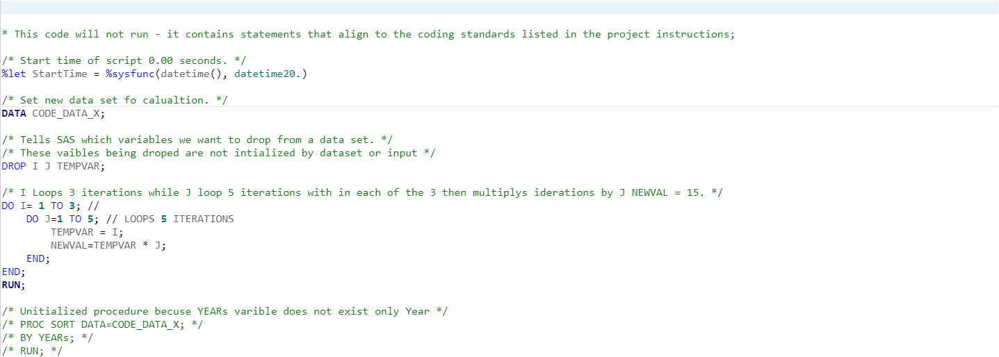 * This code will not run - it contains statements that align to the coding standards listed in the project instructions;
/* Start time of script 0.00 seconds. */
%let StartTime = %sysfunc(datetime(), datetime20.)
/* Set new data set fo calualtion. */
DATA CODE_DATA_X;
/* Tells SAS which variables we want to drop from a data set. */
/* These vaibles being droped are not intialized by dataset or input */
DROP I J TEMPVAR;
/* I Loops 3 iterations while J loop 5 iterations with in each of the 3 then multiplys iderations by J NEWVAL = 15. */
DO I= 1 TO 3; //
    DO J=1 TO 5; // LOOPS 5 ITERATIONS
        TEMPVAR = I;
        NEWVAL=TEMPVAR * J;
    END;
END;
RUN;
/* Unitialized procedure becuse YEARs varible does not exist only Year */
/* PROC SORT DATA=CODE_DATA_X; */
/* BY YEARs; */
/* RUN; */